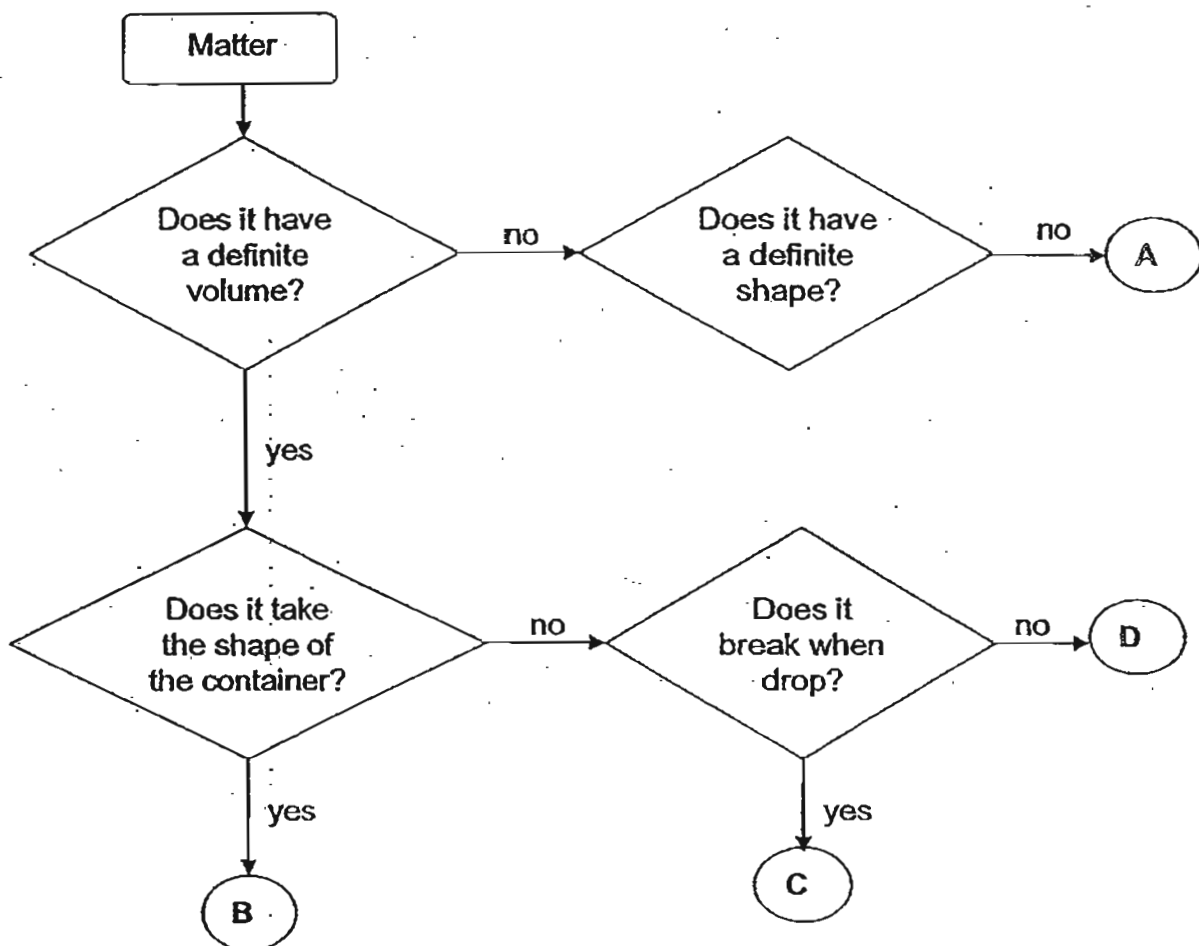 Matter
Does it have
a definite
volume?
no
Does it have
a definite
shape?
no
A
yes
Does it take
the shape of
the container?
no
Does it
break when
drop?
no
D
yes
B
yes
C